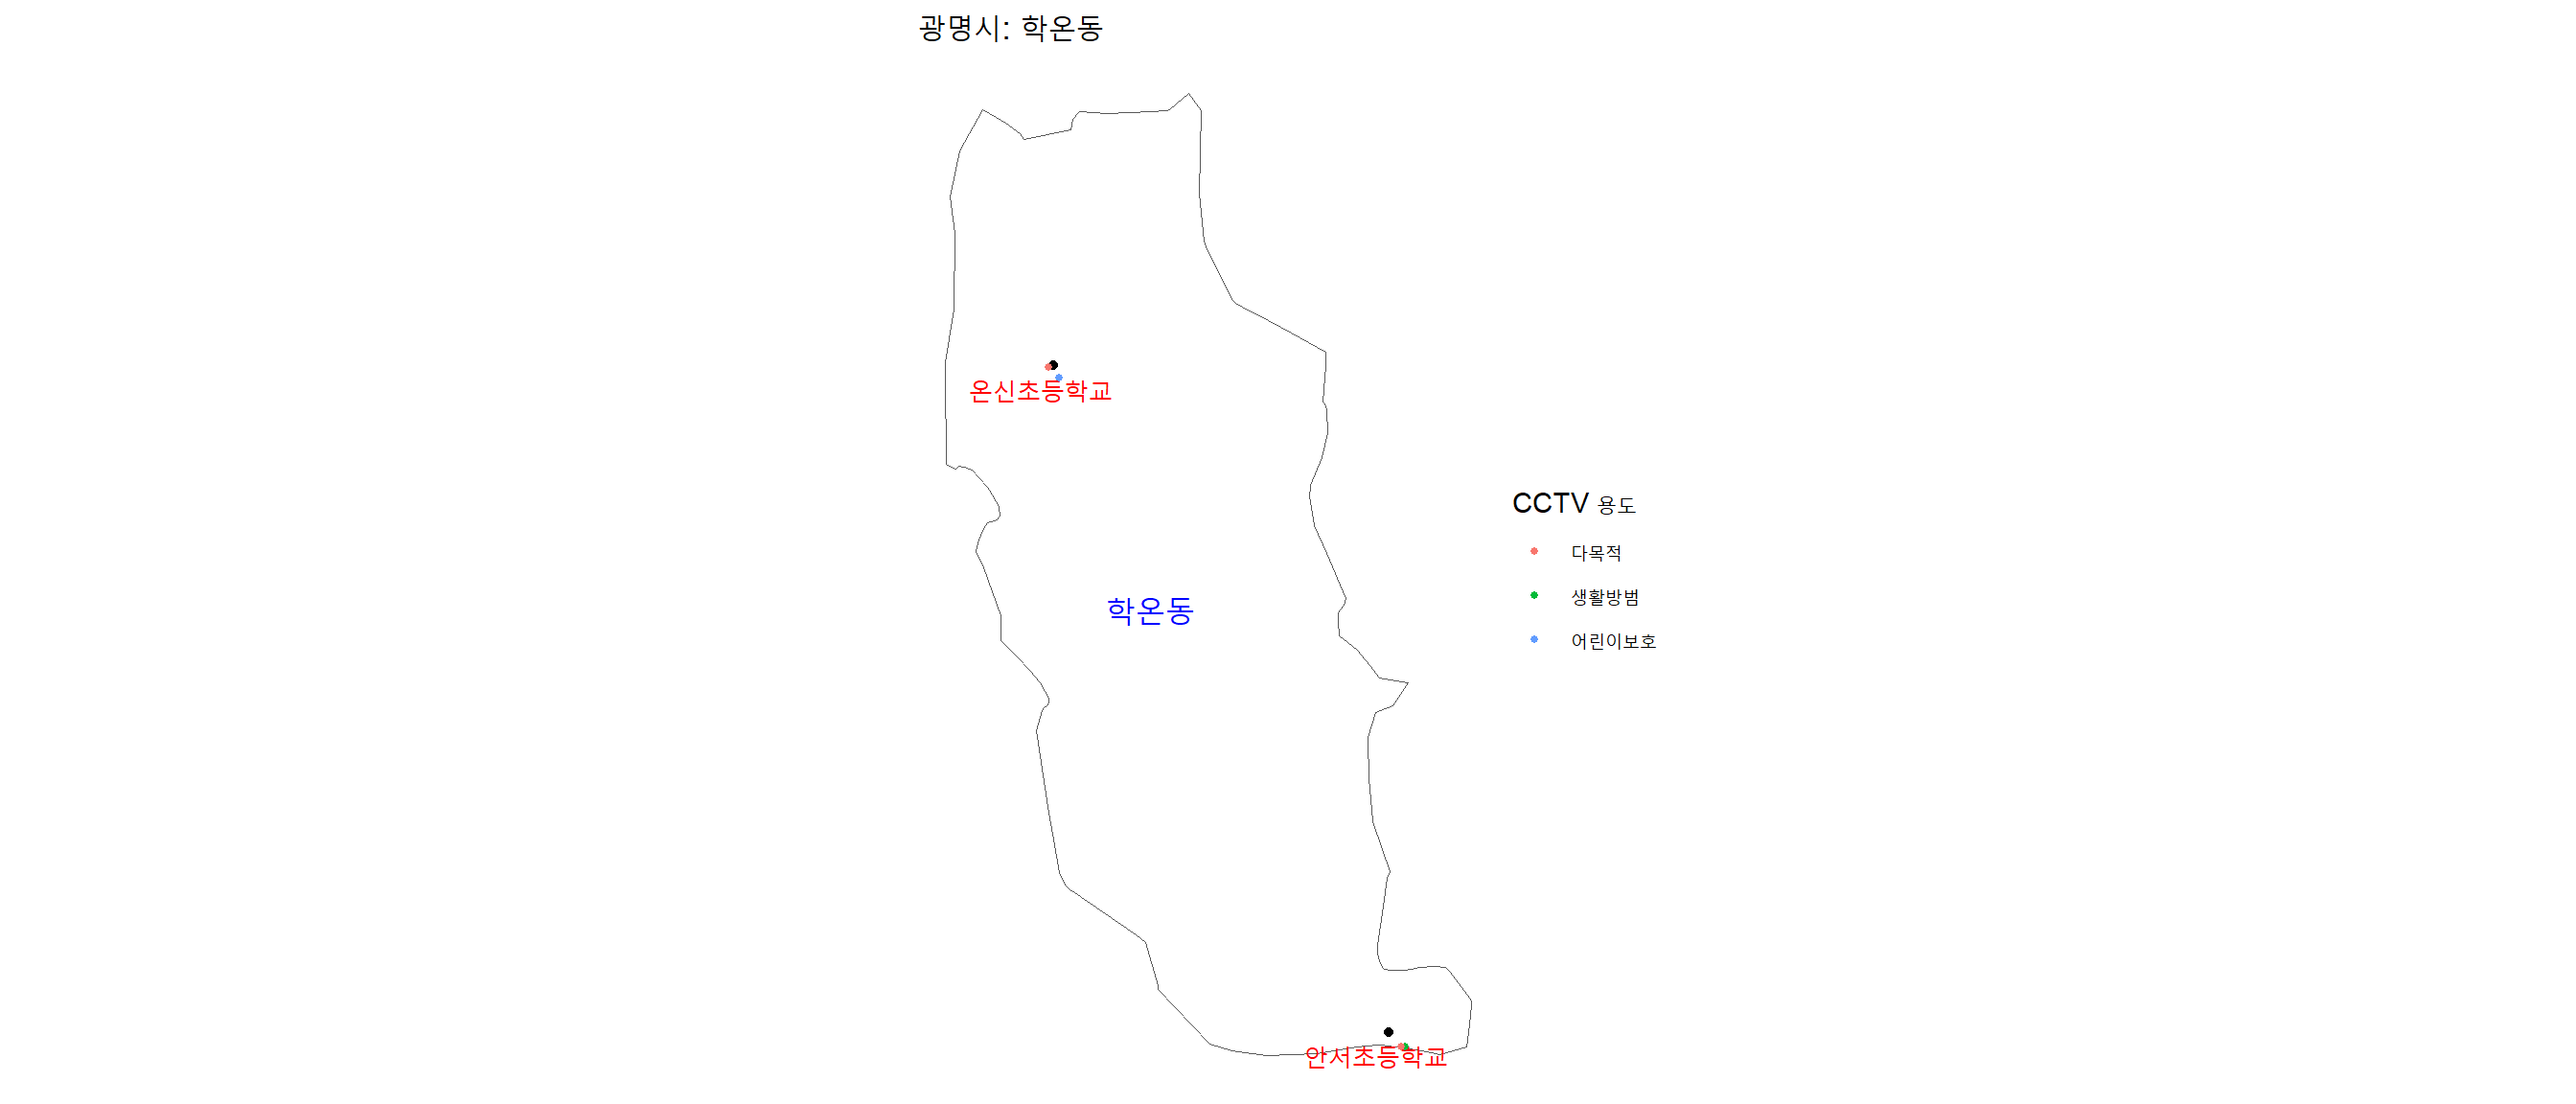 광명시: 학온동
온신초등학교
CCTV 용도
다목적
생활방범
학온동
어린이보호
안서초등학교